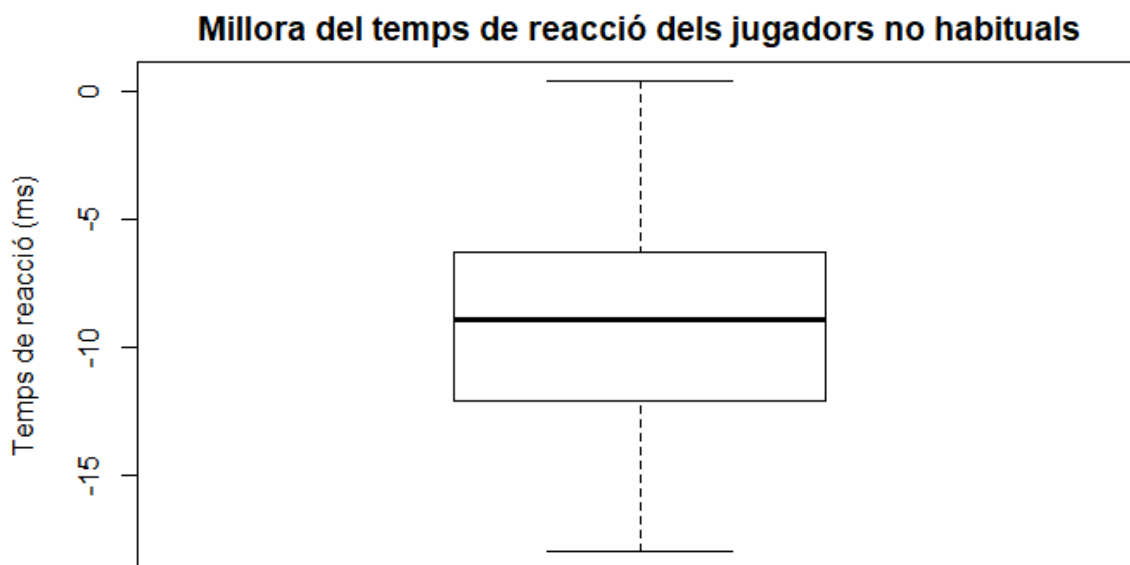 Millora del temps de reacció dels jugadors no habituals
Temps de reacció (ms)
0
-5
-10
-15